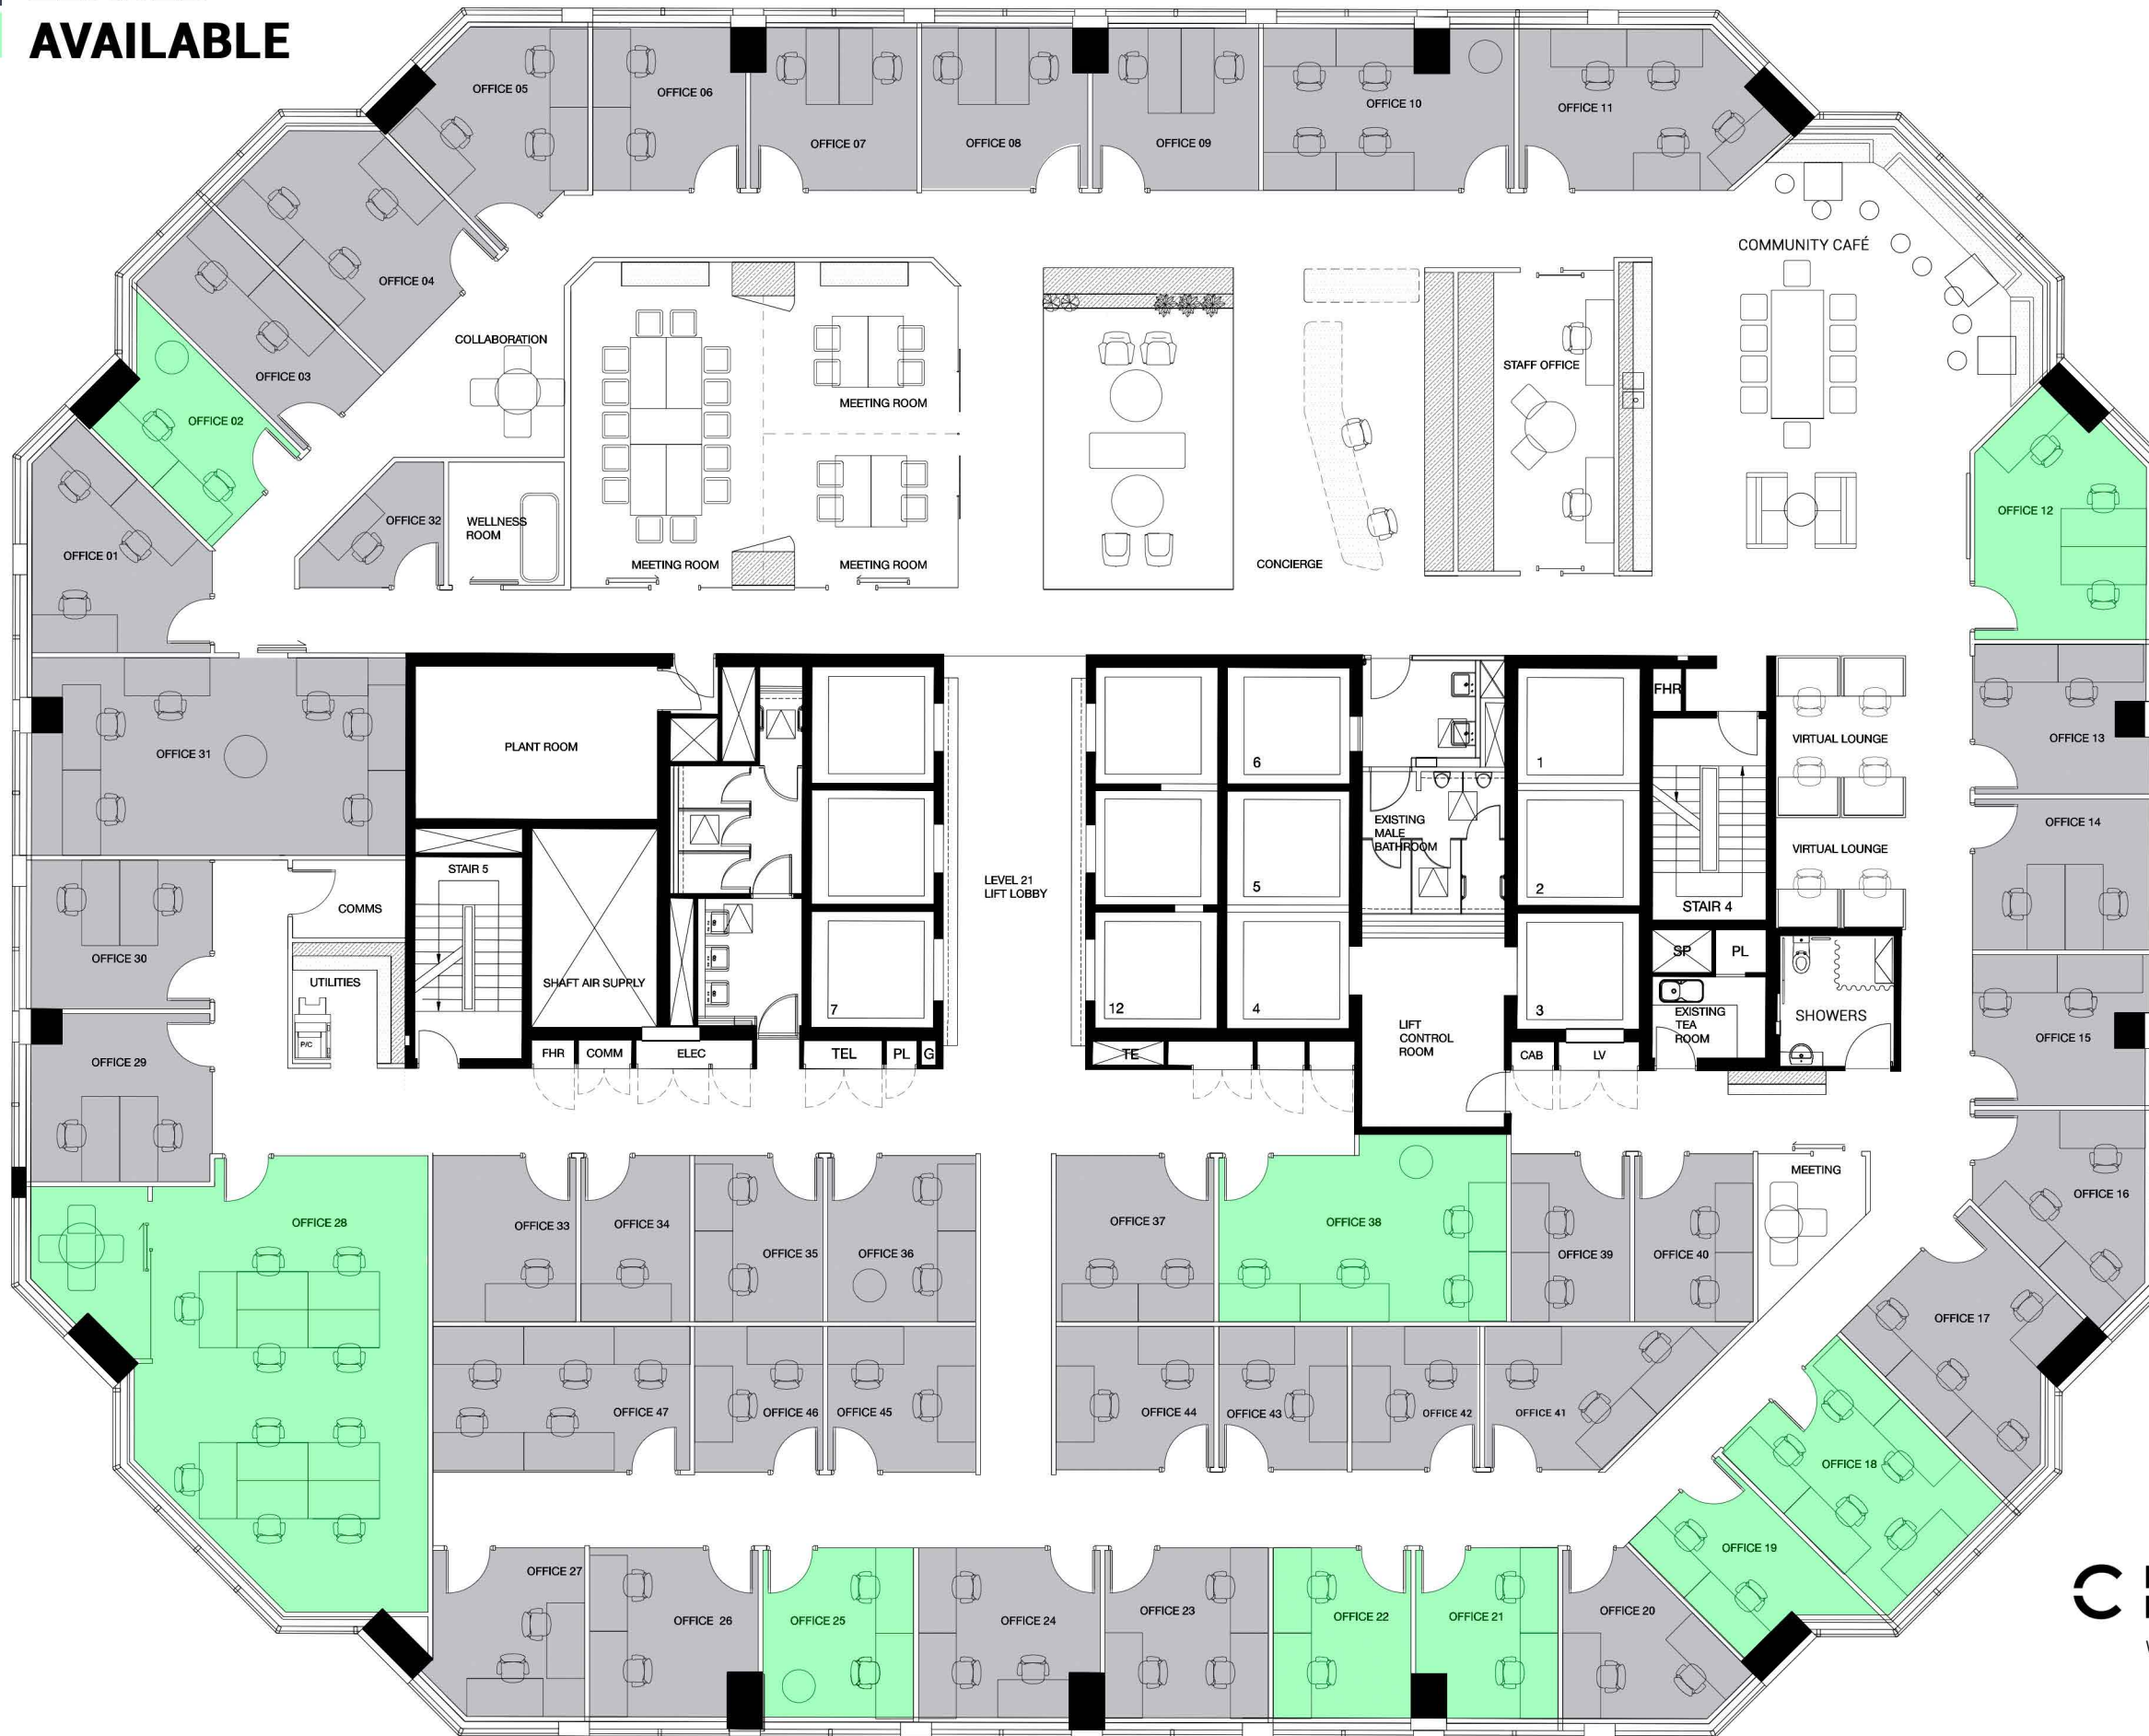 AVAILABLE
OFFICE 05
OFFICE 06
OFFICE 07
OFFICE 08
OFFICE 09
OFFICE 10
OFFICE 11
OFFICE 04
OFFICE 03
OFFICE 02
OFFICE 01
COLLABORATION
OFFICE 32
WELLNESS
ROOM
MEETING ROOM
MEETING ROOM
MEETING ROOM
CONCIERGE
STAFF OFFICE
COMMUNITY CAFÉ
OFFICE 12
OFFICE 31
PLANT ROOM
6
1
FHR
VIRTUAL LOUNGE
OFFICE 13
EXISTING
MALE
BATHROOM
OFFICE 14
VIRTUAL LOUNGE
STAIR 5
LEVEL 21
LIFT LOBBY
5
2
STAIR 4
COMMS
OFFICE 30
UTILITIES
P/C
SHAFT AIR SUPPLY
7
12
4
3
SP
PL
EXISTING
TEA
ROOM
SHOWERS
OFFICE 15
LIFT
CONTROL
ROOM
OFFICE 29
FHR
COMM
ELEC
TEL
PL
G
TE
CAB
LV
MEETING
OFFICE 16
OFFICE 28
OFFICE 33
OFFICE 34
OFFICE 35
OFFICE 36
OFFICE 37
OFFICE 38
OFFICE 39
OFFICE 40
OFFICE 17
OFFICE 47
OFFICE 46
OFFICE 45
OFFICE 44
OFFICE 43
OFFICE 42
OFFICE 41
OFFICE 18
OFFICE 19
OFFICE 27
OFFICE 26
OFFICE 25
OFFICE 24
OFFICE 23
OFFICE 22
OFFICE 21
OFFICE 20